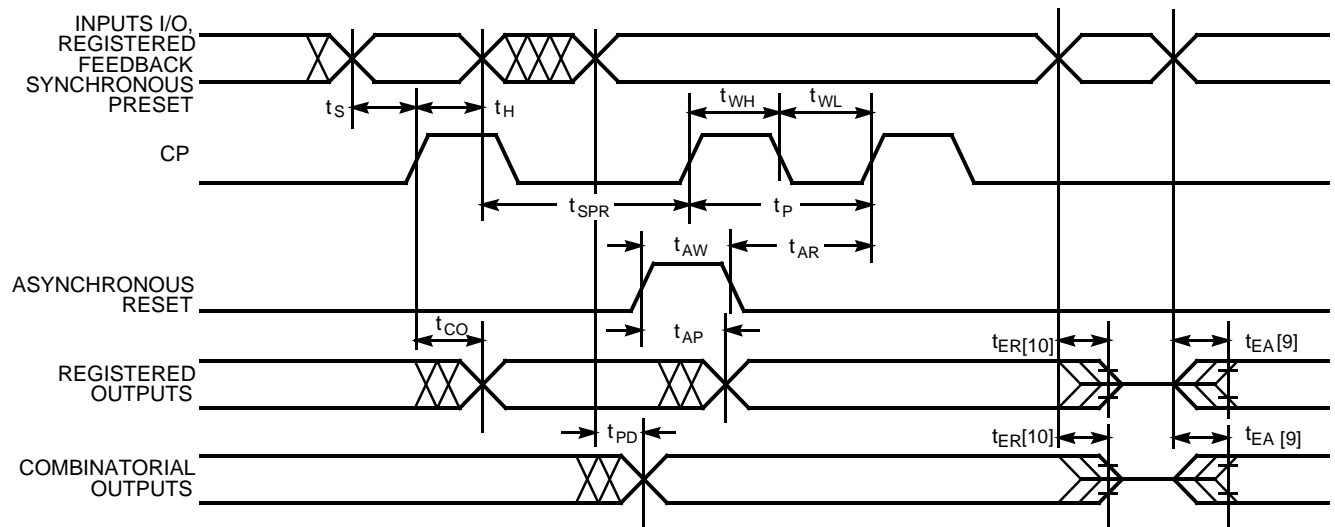 INPUTS I/O,
REGISTERED
FEEDBACK
SYNCHRONOUS
PRESET
tS
tH
tWH
tWL
CP
tSPR
tP
tAW
tAR
ASYNCHRONOUS
RESET
tCO
tAP
tER[10]
tEA[9]
REGISTERED
OUTPUTS
tPD
tER[10]
tEA [9]
COMBINATORIAL
OUTPUTS